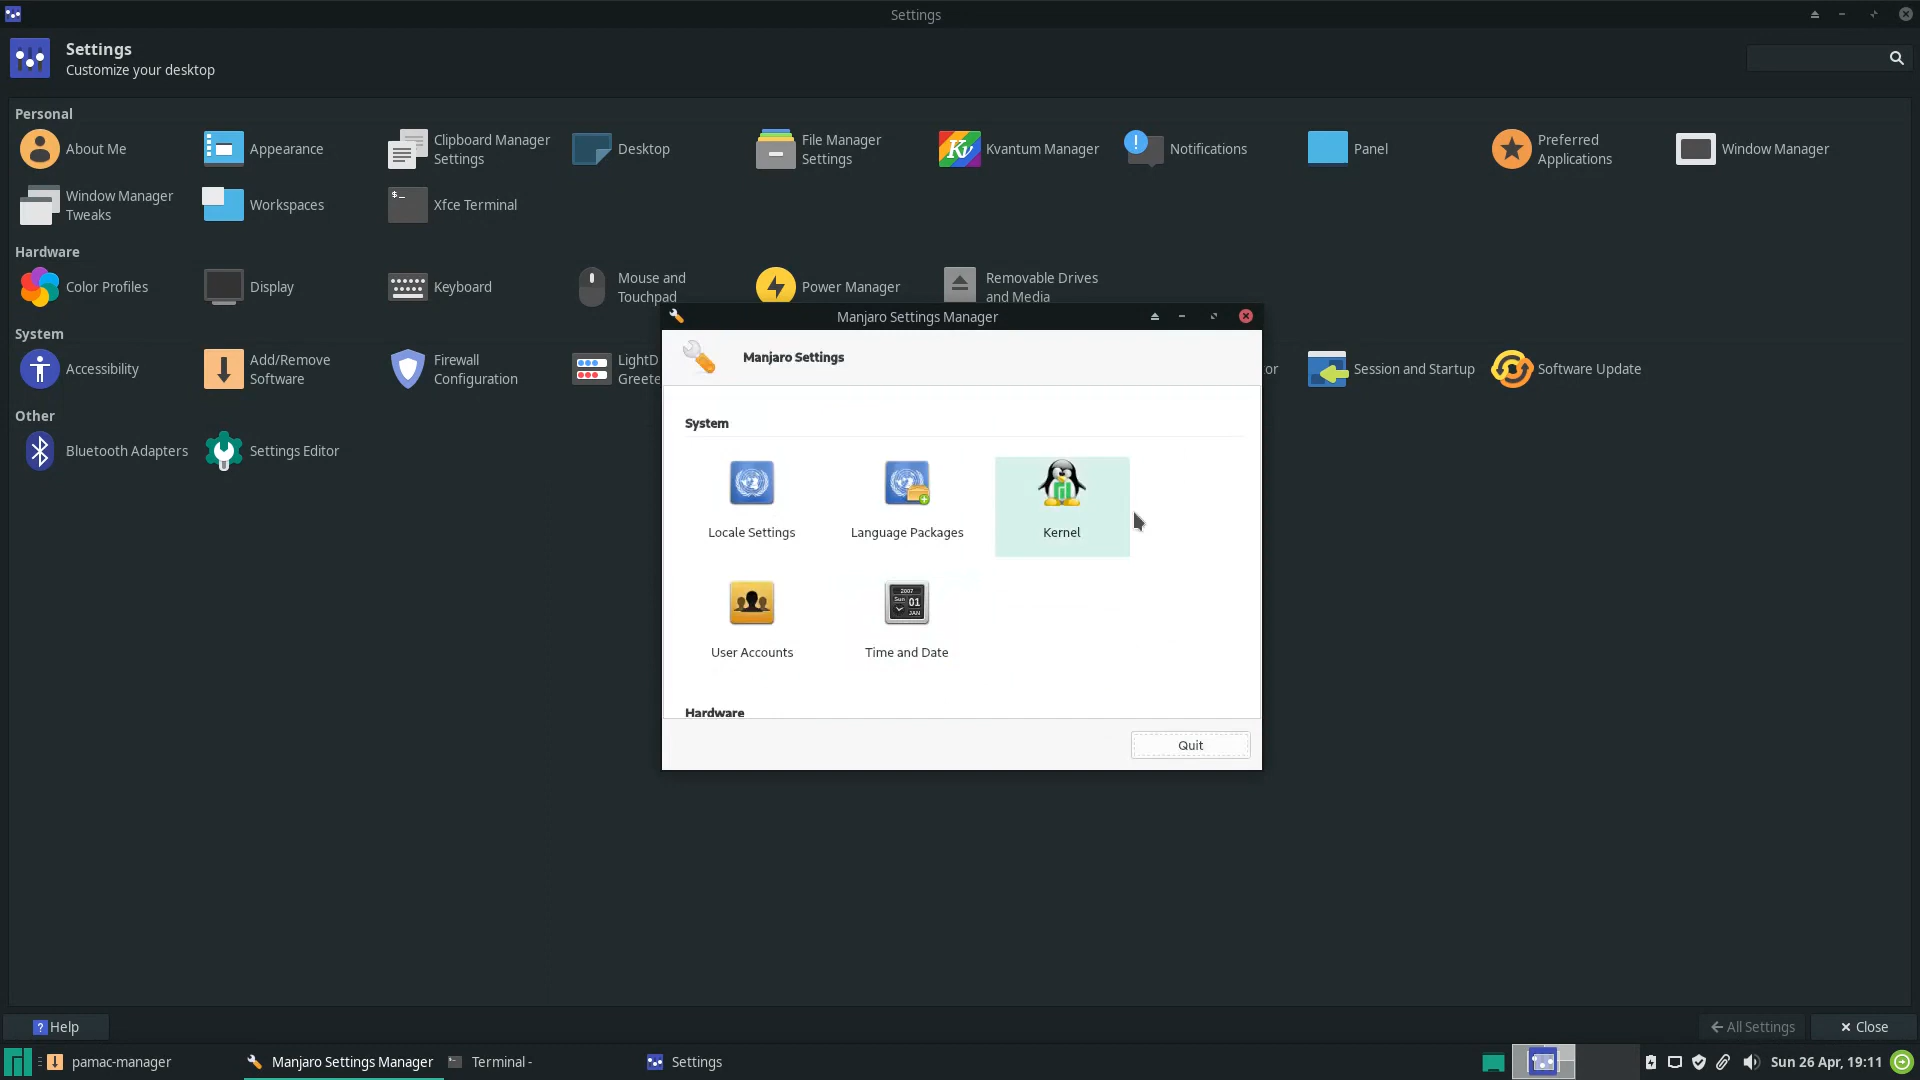 Settings
Settings
Customize your desktop
Personal
About Me
Appearance
Clipboard Manager
Settings
Desktop
File Manager
Settings
Kv
Kvantum Manager
!
Notifications
Panel
Preferred
Applications
Window Manager
Window Manager
Tweaks
Workspaces
$_
Xfce Terminal
Hardware
Color Profiles
Display
Keyboard
Mouse and
Touchpad
Power Manager
Removable Drives
and Media
System
Accessibility
Add/Remove
Software
Firewall
Configuration
LightD
Greete
or
Session and Startup
Software Update
Other
Bluetooth Adapters
Settings Editor
Manjaro Settings Manager
Manjaro Settings
System
Locale Settings
Language Packages
Kernel
2007
Sun
01
JAN
User Accounts
Time and Date
Hardware
Quit
? Help
All Settings
Close
pamac-manager
Manjaro Settings Manager
Terminal -
Settings
Sun 26 Apr, 19:11